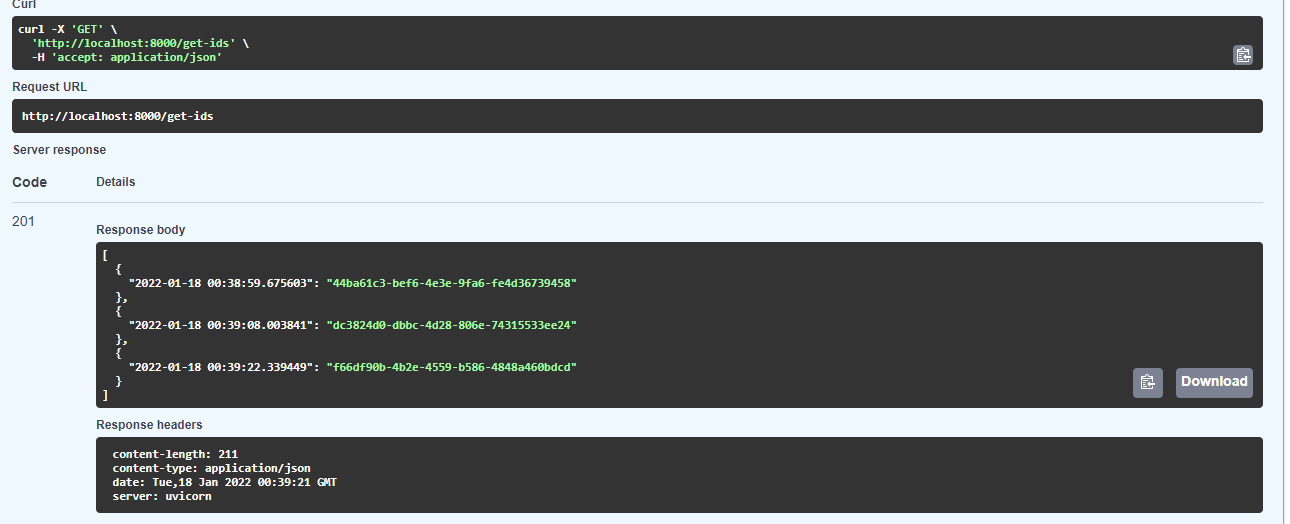 Curl
curl -X 'GET' \
'http://localhost:8000/get-ids' \
-H 'accept: application/json'
Request URL
http://localhost:8000/get-ids
Server response
Code Details
201
Response body
[
{
"2022-01-18 00:38:59.675603": "44ba61c3-bef6-4e3e-9fa6-fe4d36739458"
},
{
"2022-01-18 00:39:08.003841": "dc3824d0-dbbc-4d28-806e-74315533ee24"
},
{
"2022-01-18 00:39:22.339449": "f66df90b-4b2e-4559-b586-4848a460bdcd"
}
]
Download
Response headers
content-length: 211
content-type: application/json
date: Tue,18 Jan 2022 00:39:21 GMT
server: uvicorn